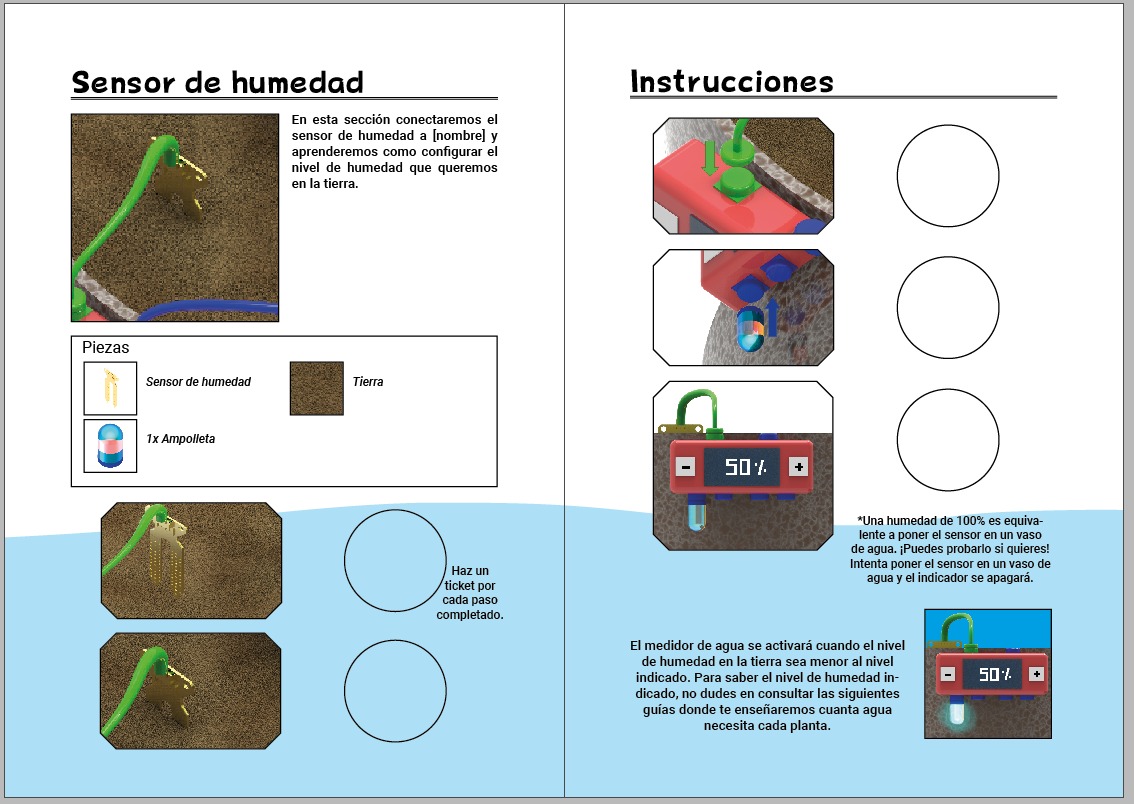 Sensor de humedad
En esta sección conectaremos el
sensor de humedad a [nombre] y
aprenderemos como configurar el
nivel de humedad que queremos
en la tierra.
Piezas
Sensor de humedad
Tierra
1x Ampolleta
Haz un
ticket por
cada paso
completado.
Instrucciones
- 50% +
*Una humedad de 100% es equiva-
lente a poner el sensor en un vaso
de agua. ¡Puedes probarlo si quieres!
Intenta poner el sensor en un vaso de
agua y el indicador se apagará.
El medidor de agua se activará cuando el nivel
de humedad en la tierra sea menor al nivel
indicado. Para saber el nivel de humedad in-
dicado, no dudes en consultar las siguientes
guías donde te enseñaremos cuanta agua
necesita cada planta.
- 50% +